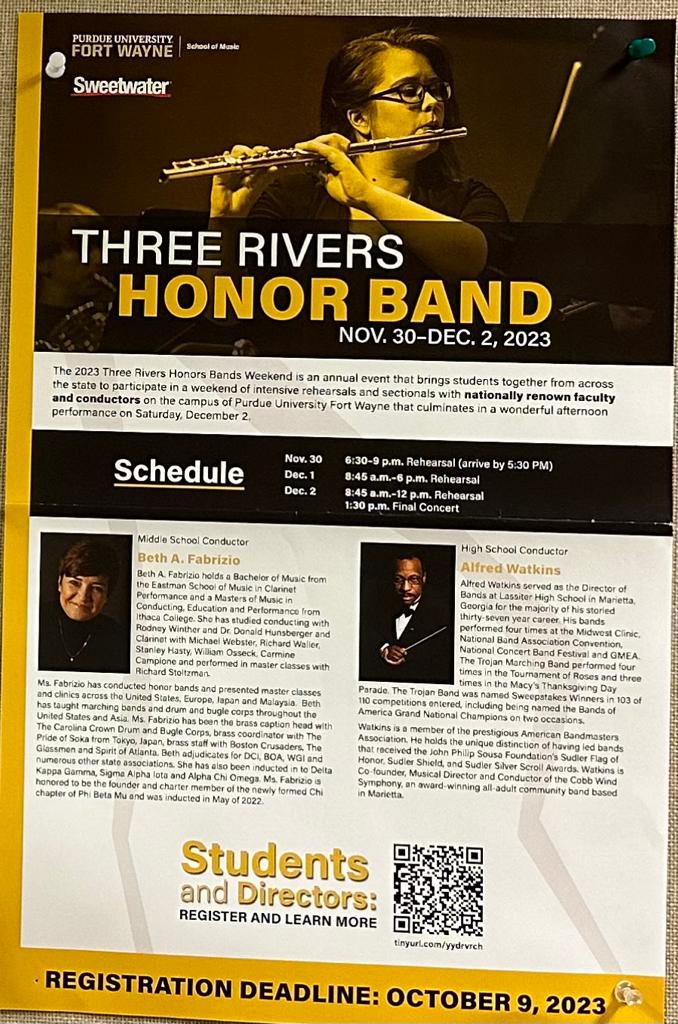 PURDUE UNIVERSITY
FORT WAYNE
School of Music
Sweetwater
THREE RIVERS
HONOR BAND
NOV. 30–DEC. 2, 2023
The 2023 Three Rivers Honors Bands Weekend is an annual event that brings students together from across
the state to participate in a weekend of intensive rehearsals and sectionals with nationally renown faculty
and conductors on the campus of Purdue University Fort Wayne that culminates in a wonderful afternoon
performance on Saturday, December 2.
Schedule
Nov. 30 6:30–9 p.m. Rehearsal (arrive by 5:30 PM)
Dec. 1 8:45 a.m.–6 p.m. Rehearsal
Dec. 2 8:45 a.m.–12 p.m. Rehearsal
1:30 p.m. Final Concert
Middle School Conductor
Beth A. Fabrizio
Beth A. Fabrizio holds a Bachelor of Music from
the Eastman School of Music in Clarinet
Performance and a Masters of Music in
Conducting, Education and Performance from
Ithaca College. She has studied conducting with
Rodney Winther and Dr. Donald Hunsberger and
Clarinet with Michael Webster, Richard Waller,
Stanley Hasty, William Osseck, Carmine
Campione and performed in master classes with
Richard Stoltzman.
Ms. Fabrizio has conducted honor bands and presented master classes
and clinics across the United States, Europe, Japan and Malaysia. Beth
has taught marching bands and drum and bugle corps throughout the
United States and Asia. Ms. Fabrizio has been the brass caption head with
The Carolina Crown Drum and Bugle Corps, brass coordinator with The
Pride of Soka from Tokyo, Japan, brass staff with Boston Crusaders, The
Glassmen and Spirit of Atlanta. Beth adjudicates for DCI, BOA, WGI and
numerous other state associations. She has also been inducted in to Delta
Kappa Gamma, Sigma Alpha Iota and Alpha Chi Omega. Ms. Fabrizio is
honored to be the founder and charter member of the newly formed Chi
chapter of Phi Beta Mu and was inducted in May of 2022.
High School Conductor
Alfred Watkins
Alfred Watkins served as the Director of
Bands at Lassiter High School in Marietta,
Georgia for the majority of his storied
thirty-seven year career. His bands
performed four times at the Midwest Clinic,
National Band Association Convention,
National Concert Band Festival and GMEA.
The Trojan Marching Band performed four
times in the Tournament of Roses and three
times in the Macy's Thanksgiving Day
Parade. The Trojan Band was named Sweepstakes Winners in 103 of
110 competitions entered, including being named the Bands of
America Grand National Champions on two occasions.
Watkins is a member of the prestigious American Bandmasters
Association. He holds the unique distinction of having led bands
that received the John Philip Sousa Foundation's Sudler Flag of
Honor, Sudler Shield, and Sudler Silver Scroll Awards. Watkins is
Co-founder, Musical Director and Conductor of the Cobb Wind
Symphony, an award-winning all-adult community band based
in Marietta.
Students
and Directors:
REGISTER AND LEARN MORE
tinyurl.com/yydrvrch
REGISTRATION DEADLINE: OCTOBER 9, 2023